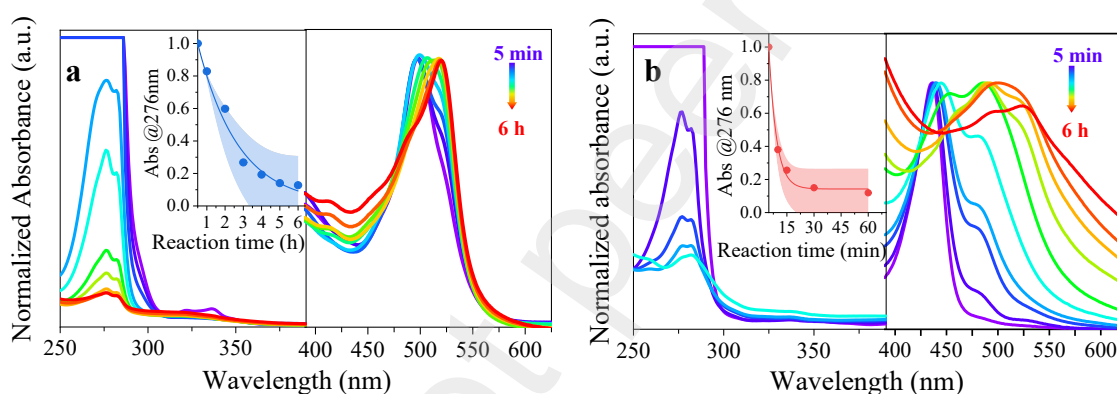 a
Normalized Absorbance (a.u.)
1.0
0.8
0.6
0.4
0.2
0.0
Abs @276nm
1 2 3 4 5 6
Reaction time (h)
5 min
6 h
250 300 350 400 450 500 550 600
Wavelength (nm)
b
Normalized absorbance (a.u.)
1.0
0.8
0.6
0.4
0.2
0.0
Abs @276 nm
15 30 45 60
Reaction time (min)
5 min
6 h
250 300 350 400 450 500 550 600
Wavelength (nm)